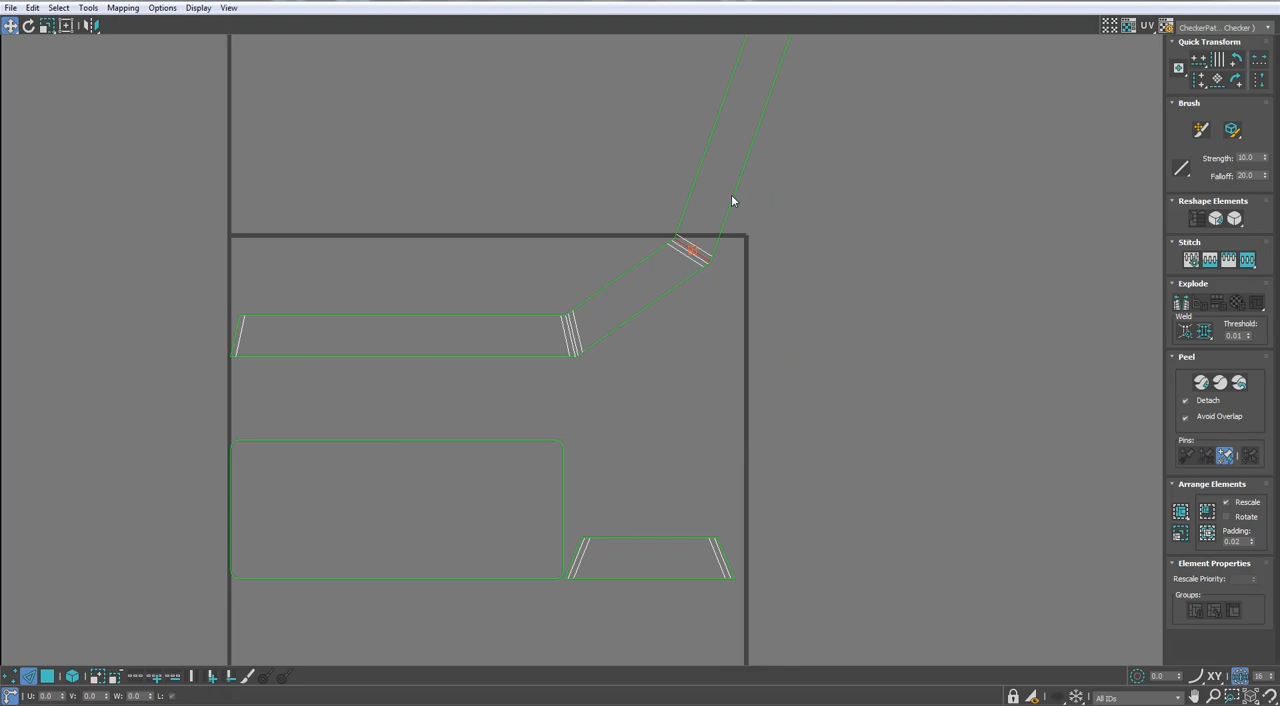 File Edit Select Tools Mapping Options Display View
UV CheckerPat... Checker )
Quick Transform
Brush
Strength: 10.0
Falloff: 20.0
Reshape Elements
Stitch
Explode
Weld
Threshold:
0.01
Peel
Detach
Avoid Overlap
Pins:
Arrange Elements
Rescale
Rotate
Padding:
0.02
Element Properties
Rescale Priority:
Groups:
0.0 XY 16
U: 0.0 V: 0.0 W: 0.0 L: All IDs